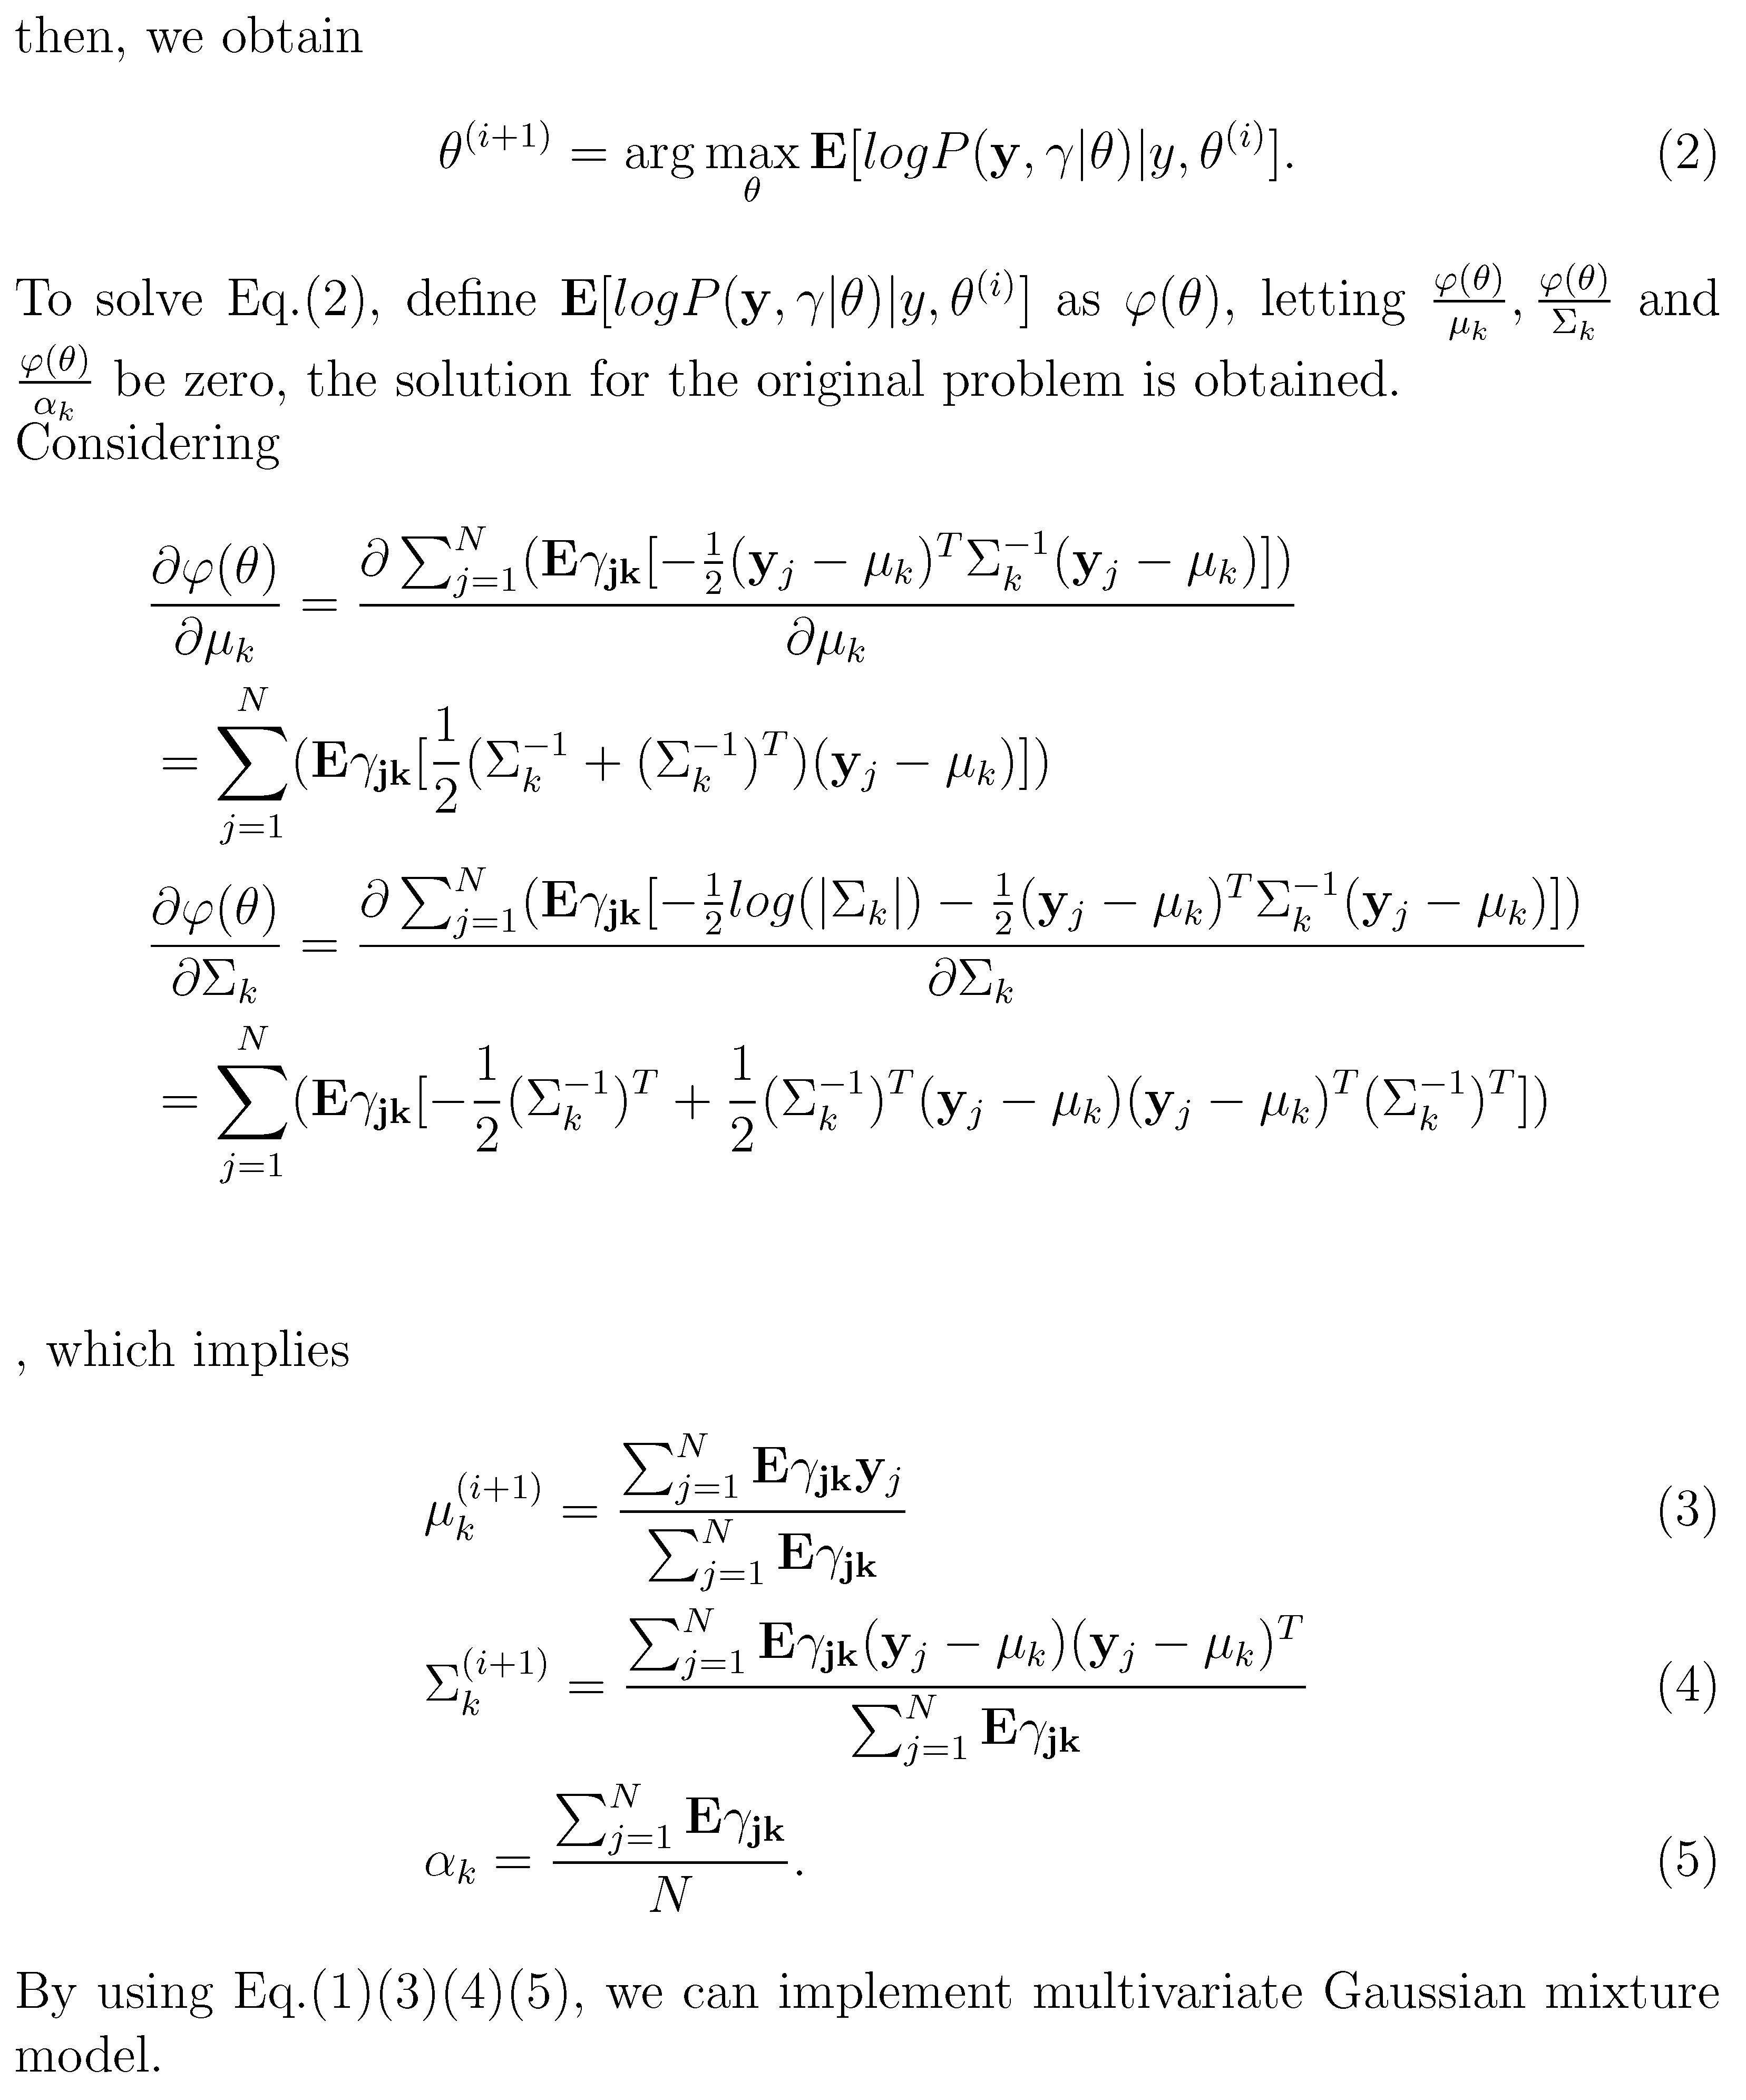 then, we obtain
$$\theta^{(i+1)} = \arg\max_{\theta} \mathbf{E}[logP(\mathbf{y}, \gamma|\theta)|y, \theta^{(i)}]. \quad (2)$$
To solve Eq.(2), define $\mathbf{E}[logP(\mathbf{y}, \gamma|\theta)|y, \theta^{(i)}]$ as $\varphi(\theta)$, letting $\frac{\varphi(\theta)}{\mu_k}, \frac{\varphi(\theta)}{\Sigma_k}$ and
$\frac{\varphi(\theta)}{\alpha_k}$ be zero, the solution for the original problem is obtained.
Considering
$$\frac{\partial \varphi(\theta)}{\partial \mu_k} = \frac{\partial \sum_{j=1}^{N}(\mathbf{E}\gamma_{\mathbf{jk}}[-\frac{1}{2}(\mathbf{y}_j - \mu_k)^T \Sigma_k^{-1}(\mathbf{y}_j - \mu_k)])}{\partial \mu_k}$$
$$= \sum_{j=1}^{N}(\mathbf{E}\gamma_{\mathbf{jk}}[\frac{1}{2}(\Sigma_k^{-1} + (\Sigma_k^{-1})^T)(\mathbf{y}_j - \mu_k)])$$
$$\frac{\partial \varphi(\theta)}{\partial \Sigma_k} = \frac{\partial \sum_{j=1}^{N}(\mathbf{E}\gamma_{\mathbf{jk}}[-\frac{1}{2}log(|\Sigma_k|) - \frac{1}{2}(\mathbf{y}_j - \mu_k)^T \Sigma_k^{-1}(\mathbf{y}_j - \mu_k)])}{\partial \Sigma_k}$$
$$= \sum_{j=1}^{N}(\mathbf{E}\gamma_{\mathbf{jk}}[-\frac{1}{2}(\Sigma_k^{-1})^T + \frac{1}{2}(\Sigma_k^{-1})^T(\mathbf{y}_j - \mu_k)(\mathbf{y}_j - \mu_k)^T(\Sigma_k^{-1})^T])$$
, which implies
$$\mu_k^{(i+1)} = \frac{\sum_{j=1}^{N} \mathbf{E}\gamma_{\mathbf{jk}}\mathbf{y}_j}{\sum_{j=1}^{N} \mathbf{E}\gamma_{\mathbf{jk}}} \quad (3)$$
$$\Sigma_k^{(i+1)} = \frac{\sum_{j=1}^{N} \mathbf{E}\gamma_{\mathbf{jk}}(\mathbf{y}_j - \mu_k)(\mathbf{y}_j - \mu_k)^T}{\sum_{j=1}^{N} \mathbf{E}\gamma_{\mathbf{jk}}} \quad (4)$$
$$\alpha_k = \frac{\sum_{j=1}^{N} \mathbf{E}\gamma_{\mathbf{jk}}}{N}. \quad (5)$$
By using Eq.(1)(3)(4)(5), we can implement multivariate Gaussian mixture
model.